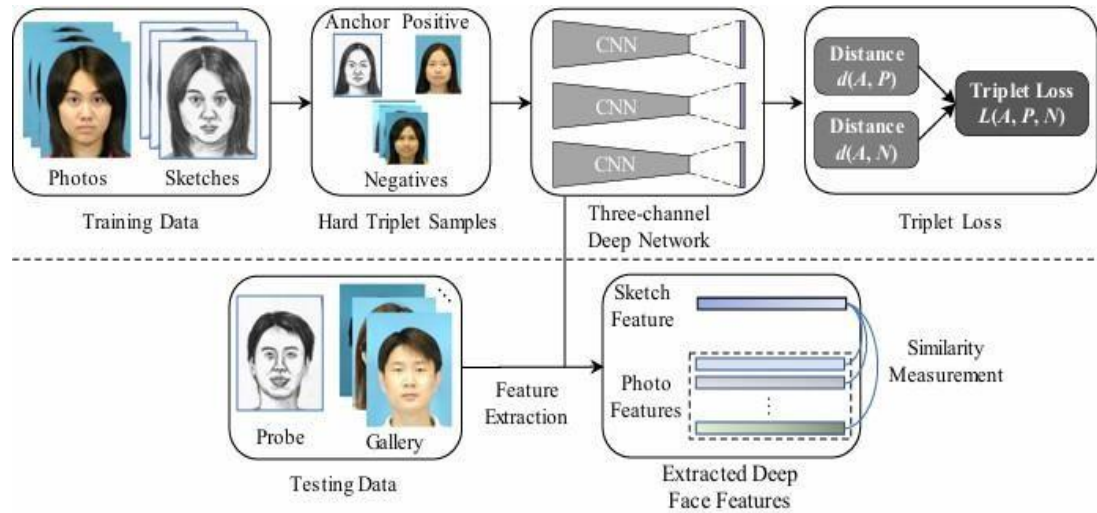 Anchor Positive
Photos
Sketches
Negatives
CNN
CNN
CNN
Distance
d(A, P)
Distance
d(A, N)
Triplet Loss
L(A, P, N)
Training Data
Hard Triplet Samples
Three-channel
Deep Network
Triplet Loss
Probe
Gallery
Testing Data
Feature
Extraction
Sketch
Feature
Photo
Features
Similarity
Measurement
Extracted Deep
Face Features